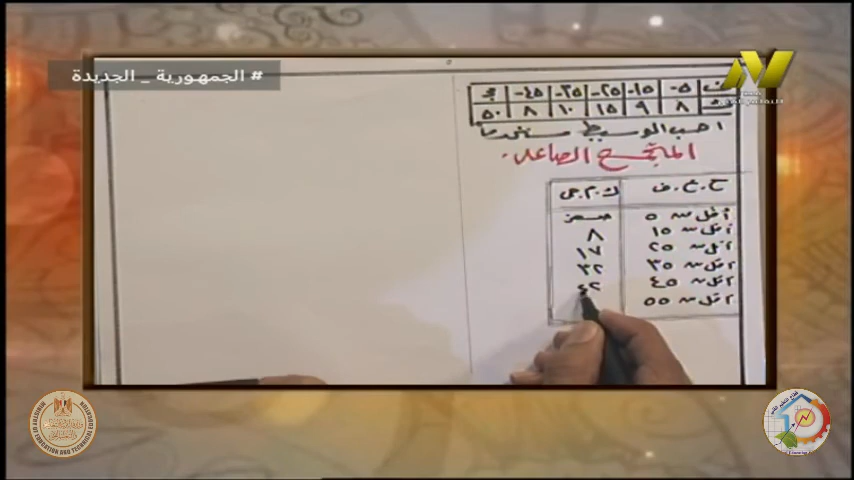 # الجمهورية _ الجديدة
ف ٥- ١٥- ٢٥- ٣٥- ٤٥- مجـ
ك ٨ ٩ ١٥ ١٠ ٨ ٥٠
احسب الوسيط مستخدماً
المتجمع الصاعد.
ح.غ.ف ك.م.ص
أقل من ٥ صفر
أقل من ١٥ ٨
أقل من ٢٥ ١٧
أقل من ٣٥ ٣٢
أقل من ٤٥ ٤٢
أقل من ٥٥